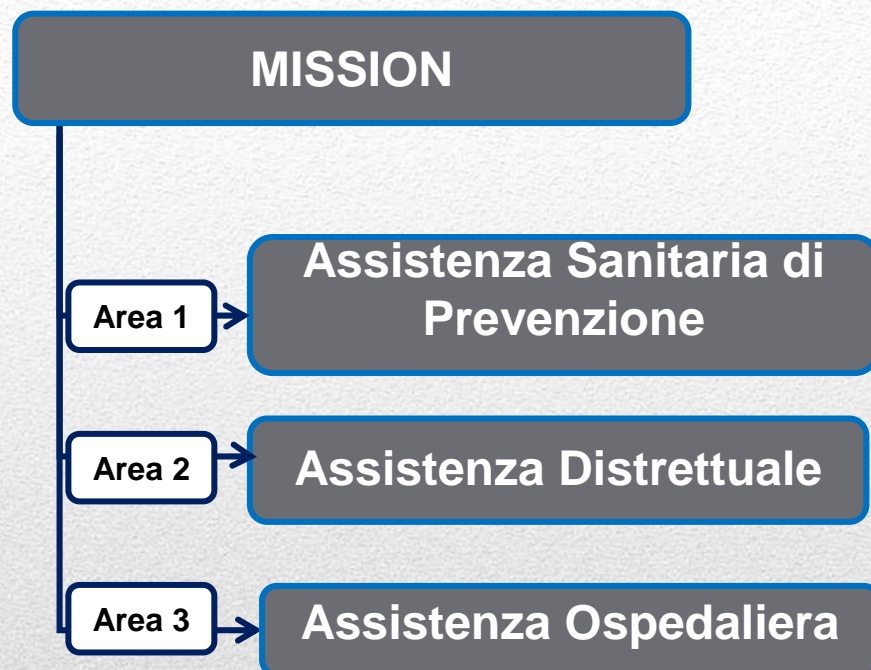 MISSION
Area 1
Assistenza Sanitaria di
Prevenzione
Area 2
Assistenza Distrettuale
Area 3
Assistenza Ospedaliera